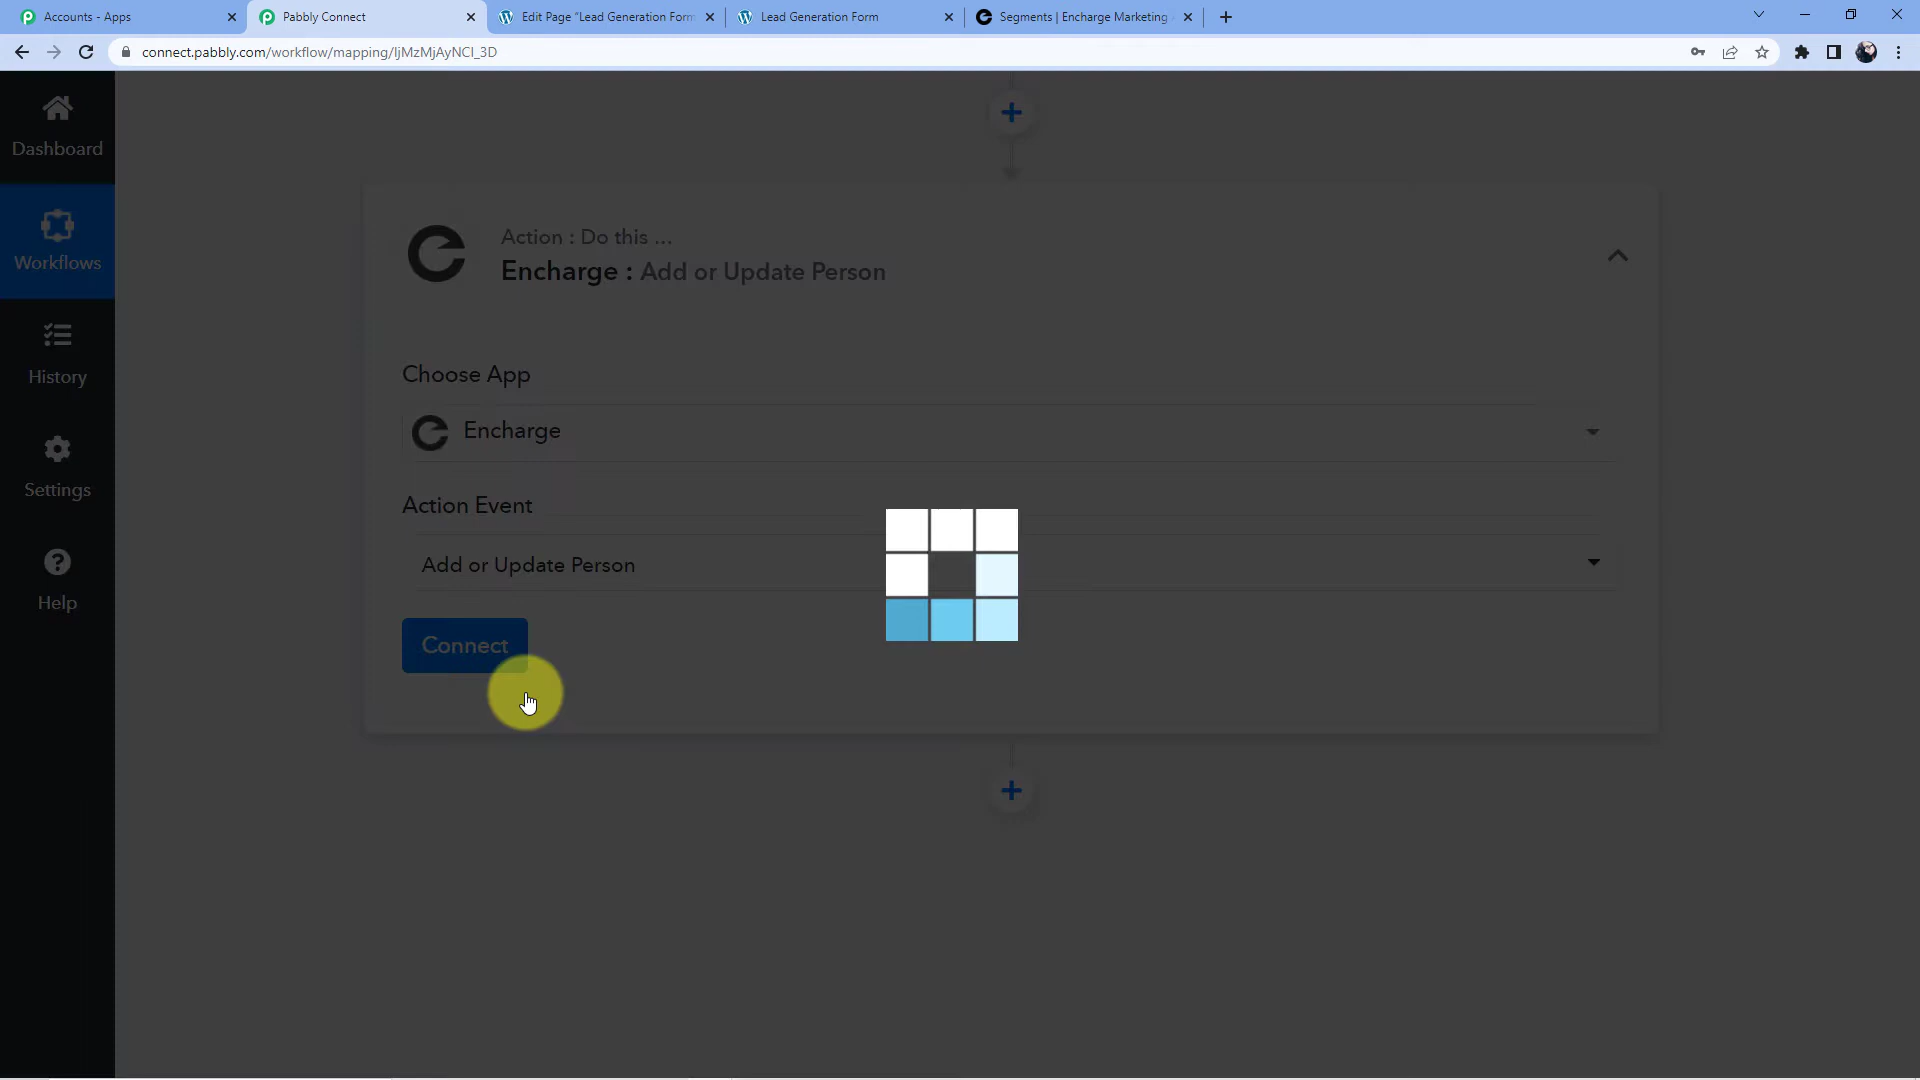 Accounts - Apps
Pabbly Connect
Edit Page "Lead Generation Form
Lead Generation Form
Segments | Encharge Marketing
connect.pabbly.com/workflow/mapping/IjMzMjAyNCI_3D
Dashboard
Workflows
History
Settings
Help
Action : Do this ...
Encharge : Add or Update Person
Choose App
Encharge
Action Event
Add or Update Person
Connect